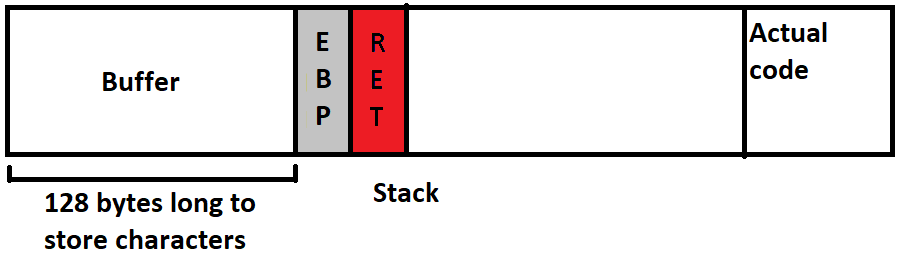 Buffer
E
B
P
R
E
T
Actual
code
128 bytes long to
store characters
Stack